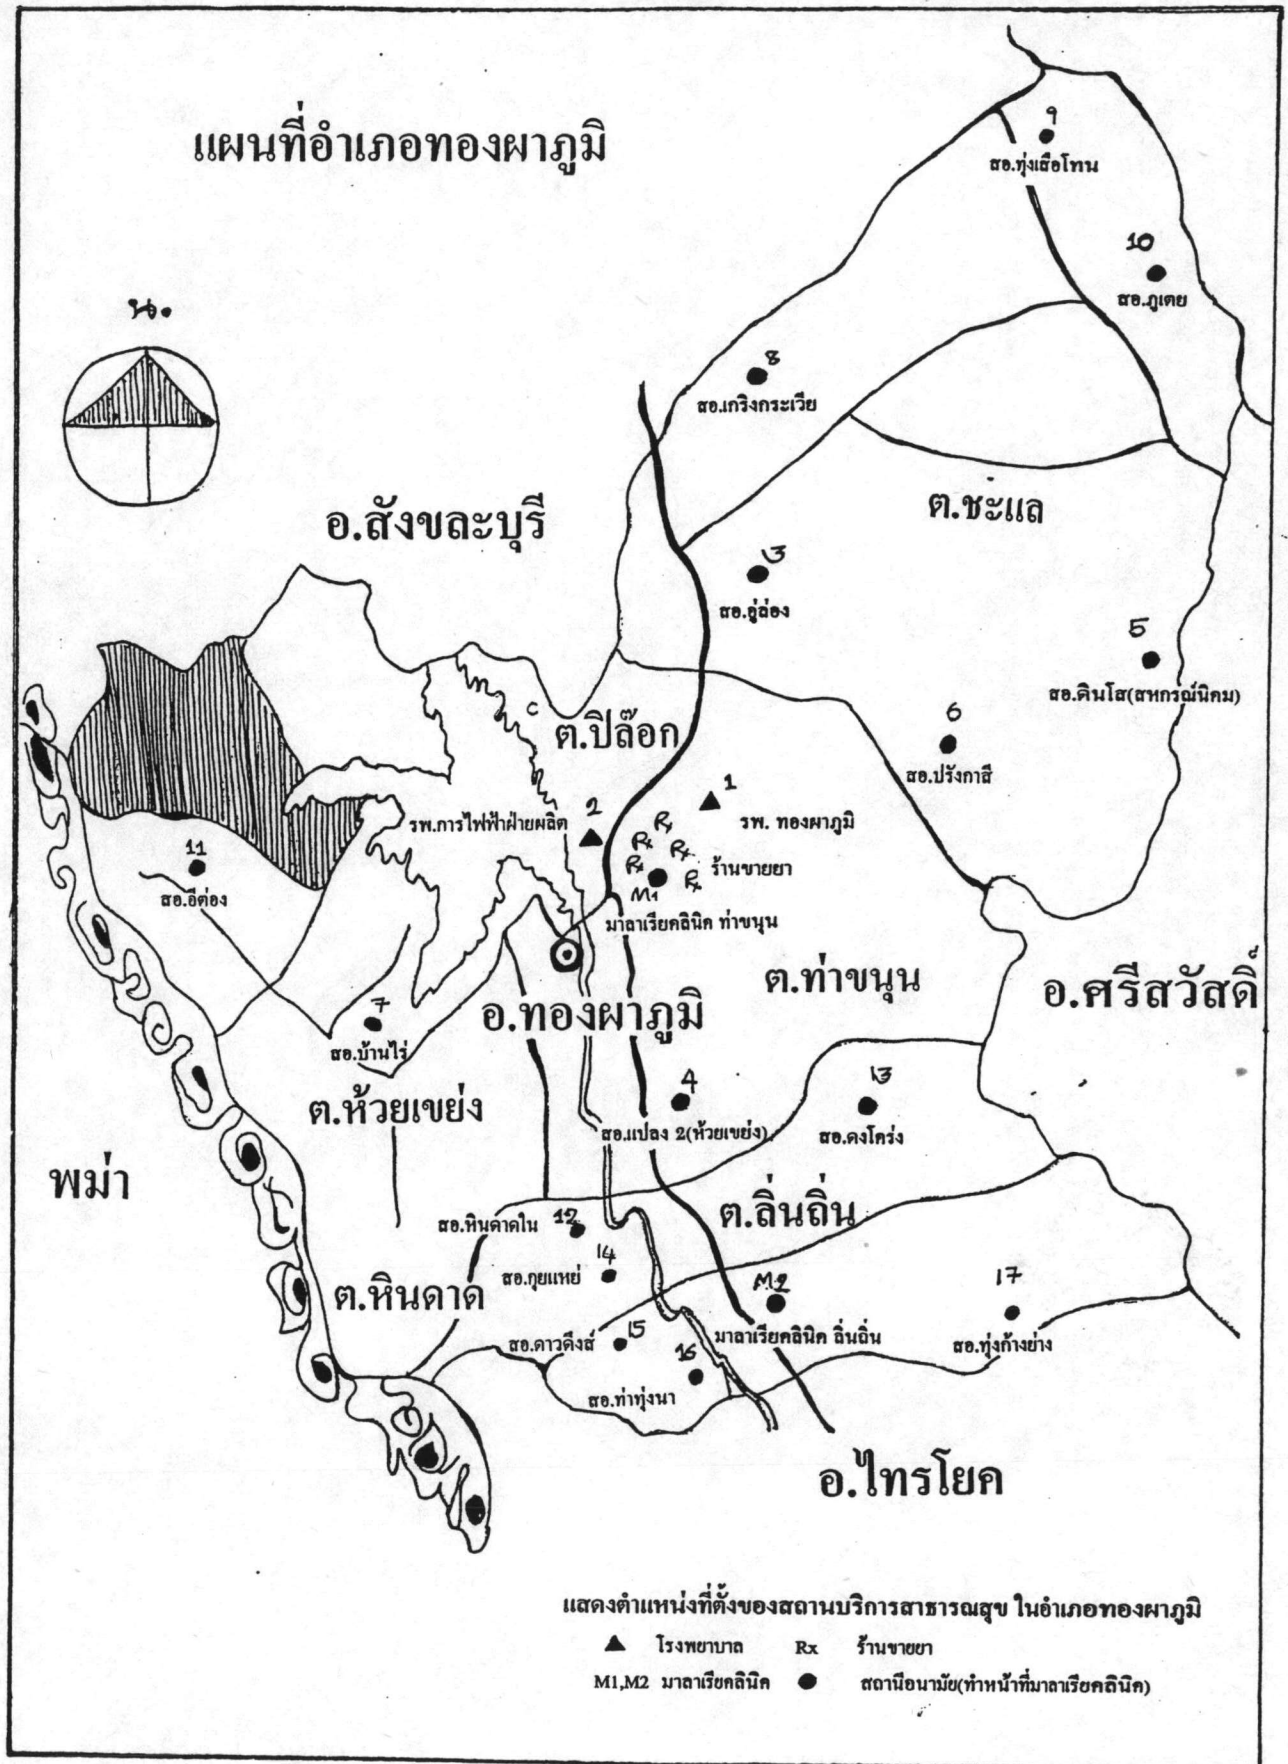 แผนที่อำเภอทองผาภูมิ
น.
9
สอ.ทุ่งเสือโทน
10
สอ.ภูเตย
8
สอ.เกริงกระเวีย
อ.สังขละบุรี
ต.ชะแล
3
สอ.อู่ล่อง
5
สอ.ดินโส(สหกรณ์นิคม)
6
สอ.ปรังกาสี
ต.ปิล๊อก
1
รพ. ทองผาภูมิ
2
รพ.การไฟฟ้าฝ่ายผลิต
Rx
Rx
Rx
Rx
Rx
ร้านขายยา
M1
มาลาเรียคลินิค ท่าขนุน
11
สอ.อีต่อง
ต.ท่าขนุน
อ.ศรีสวัสดิ์
อ.ทองผาภูมิ
7
สอ.บ้านไร่
ต.ห้วยเขย่ง
4
สอ.แปลง 2(ห้วยเขย่ง)
13
สอ.ดงโคร่ง
พม่า
ต.ลิ่นถิ่น
สอ.หินดาดใน
12
14
สอ.กุยแหย่
ต.หินดาด
M2
มาลาเรียคลินิค ลิ่นถิ่น
17
สอ.ทุ่งก้างย่าง
15
สอ.ดาวดึงส์
16
สอ.ท่าทุ่งนา
อ.ไทรโยค
แสดงตำแหน่งที่ตั้งของสถานบริการสาธารณสุข ในอำเภอทองผาภูมิ
▲ โรงพยาบาล Rx ร้านขายยา
M1,M2 มาลาเรียคลินิค ● สถานีอนามัย(ทำหน้าที่มาลาเรียคลินิค)